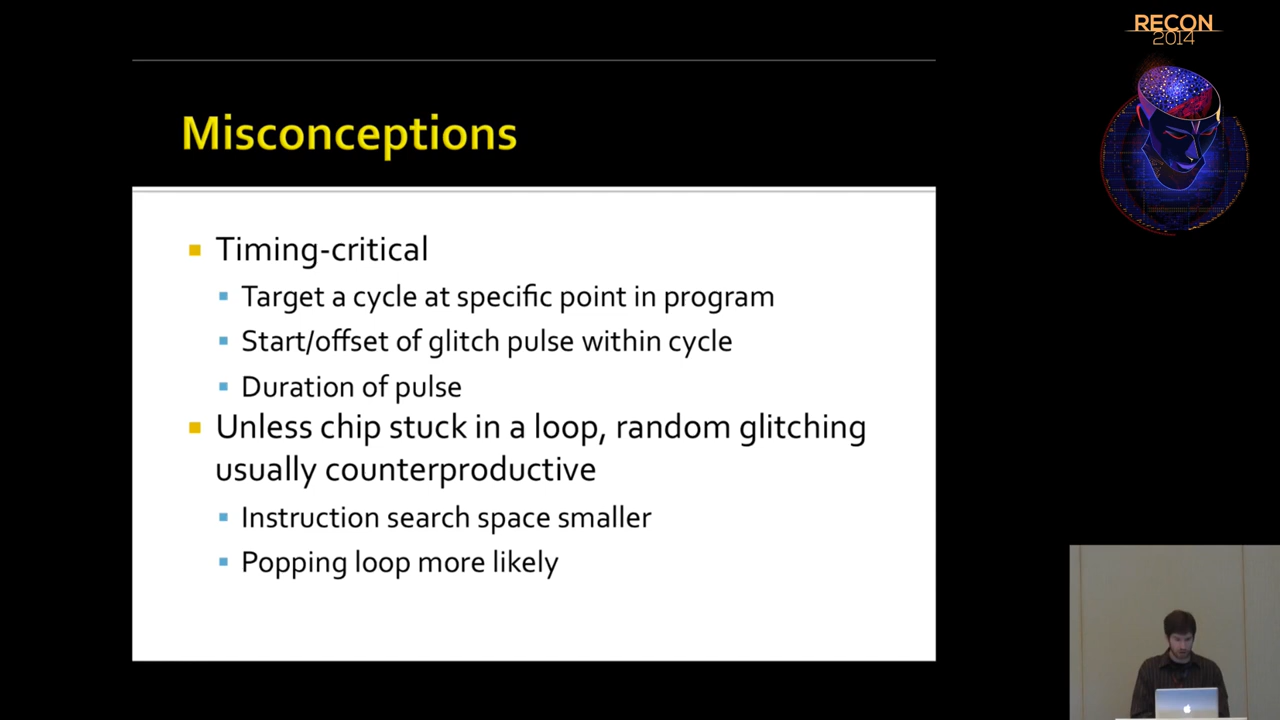 RECON
2014
Misconceptions
Timing-critical
Target a cycle at specific point in program
Start/offset of glitch pulse within cycle
Duration of pulse
Unless chip stuck in a loop, random glitching
usually counterproductive
Instruction search space smaller
Popping loop more likely